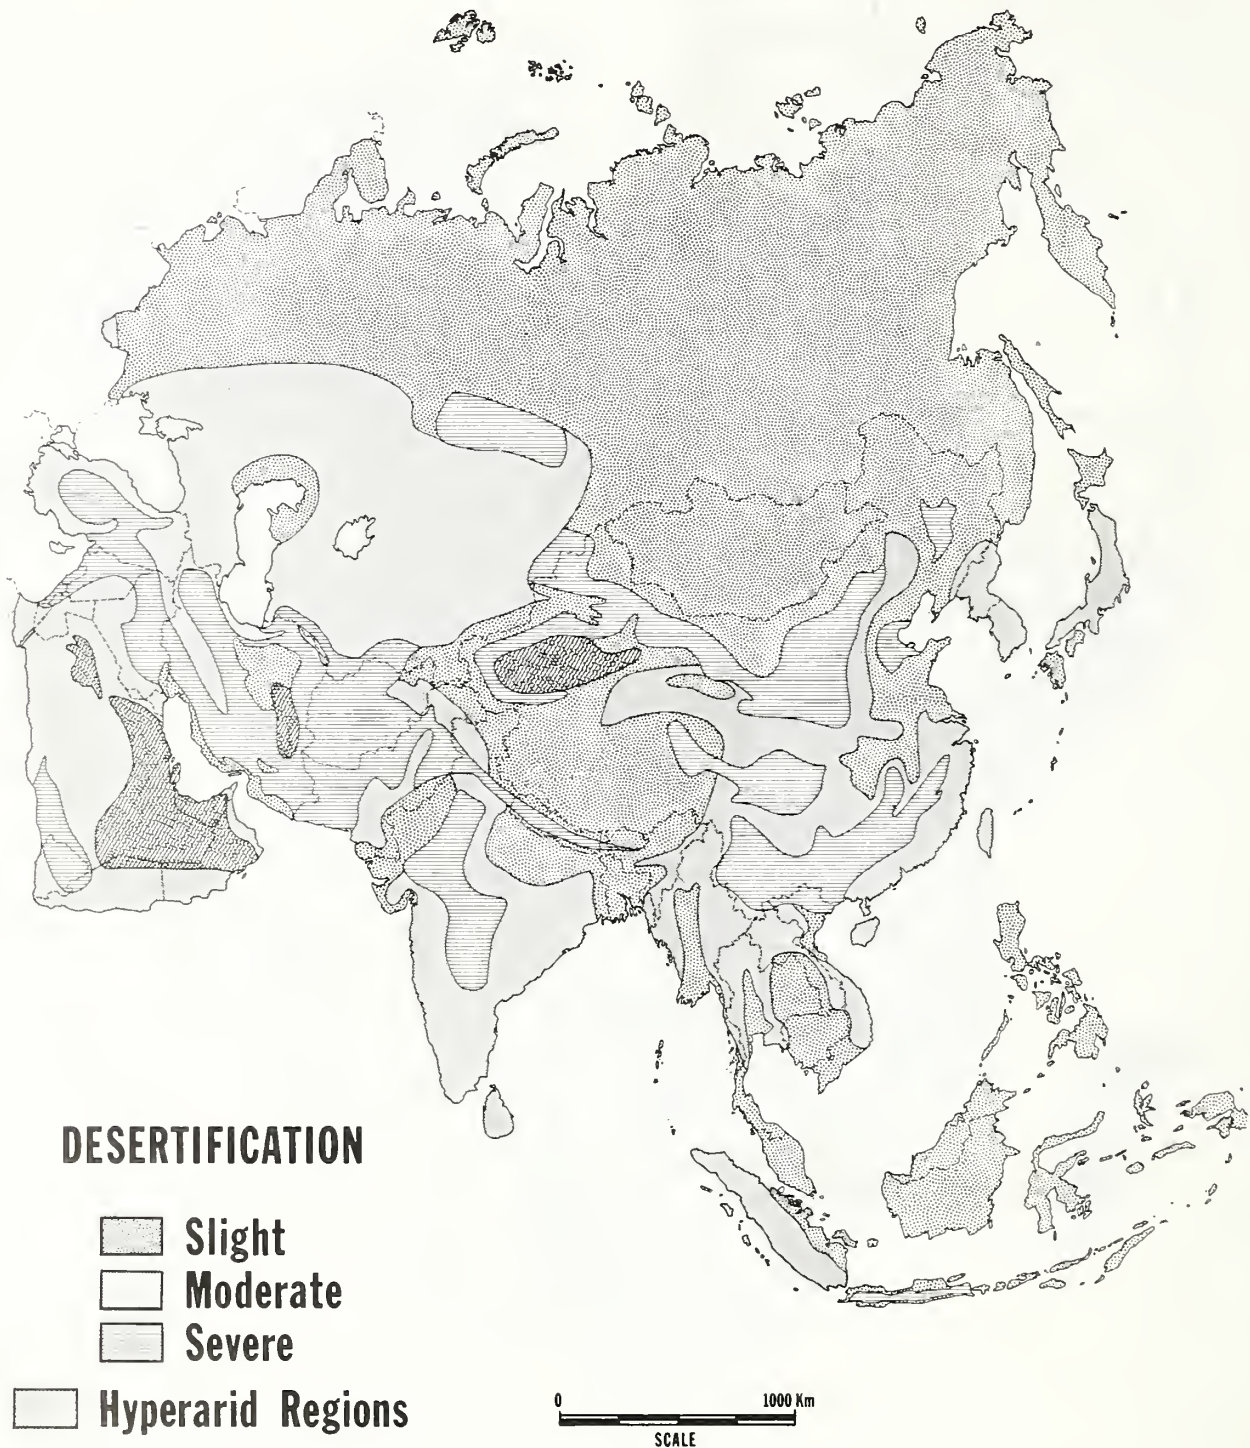 DESERTIFICATION
Slight
Moderate
Severe
Hyperarid Regions
0 1000 Km
SCALE